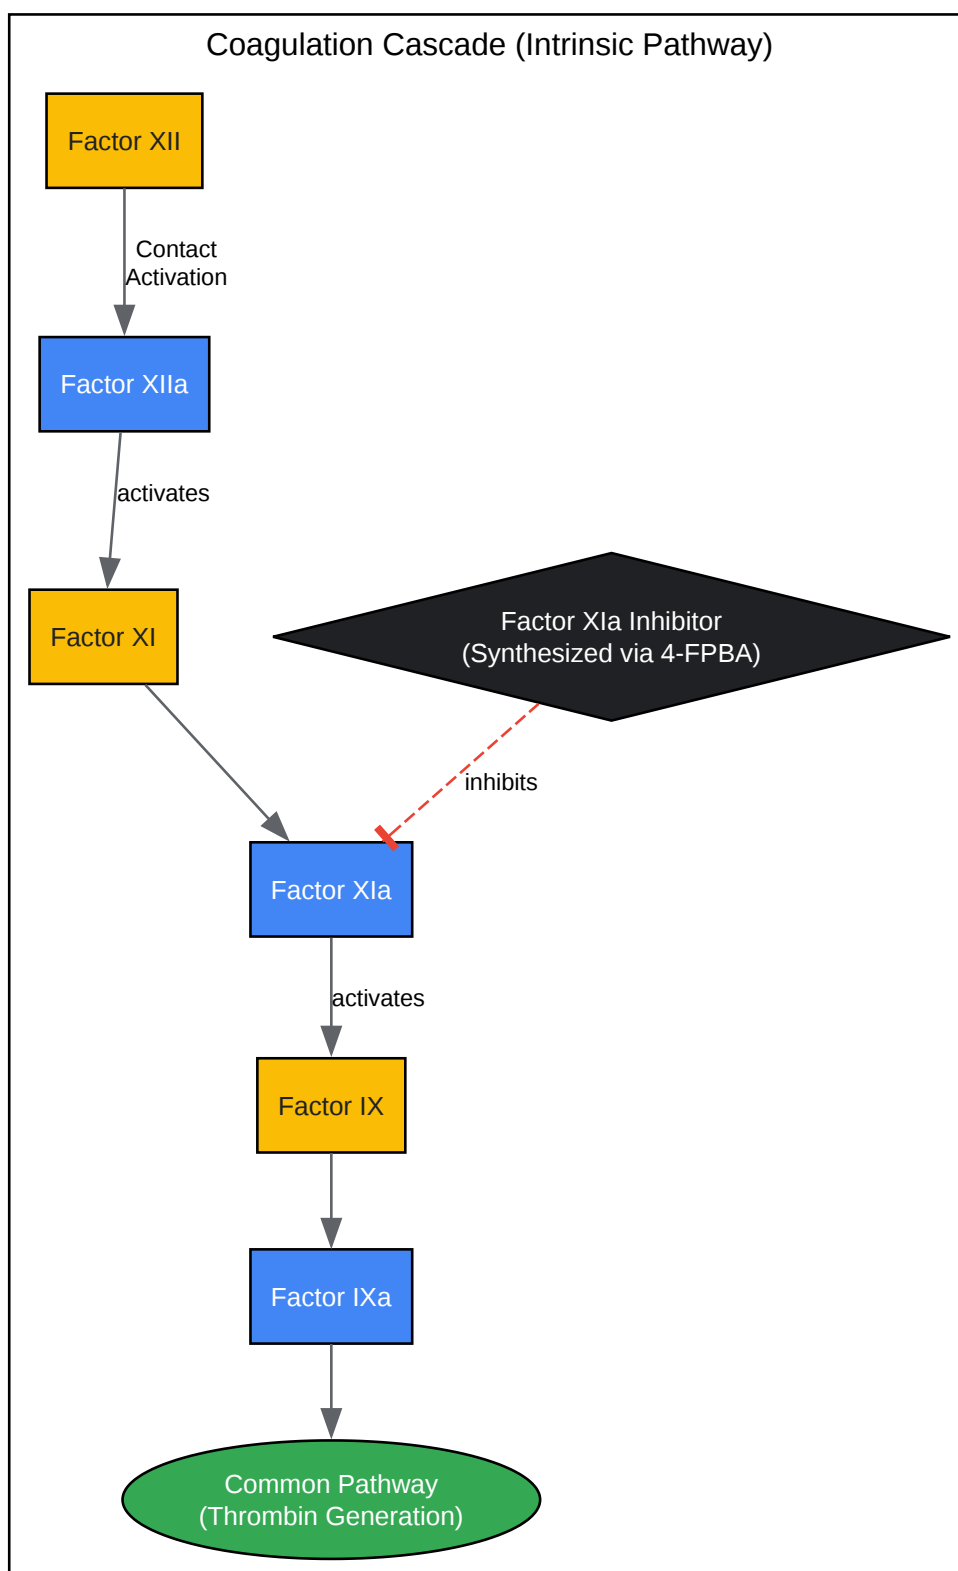 Coagulation Cascade (Intrinsic Pathway)
Factor XII
Contact
Activation
Factor XIIa
activates
Factor XI
Factor XIa Inhibitor
(Synthesized via 4-FPBA)
inhibits
Factor XIa
activates
Factor IX
Factor IXa
Common Pathway
(Thrombin Generation)